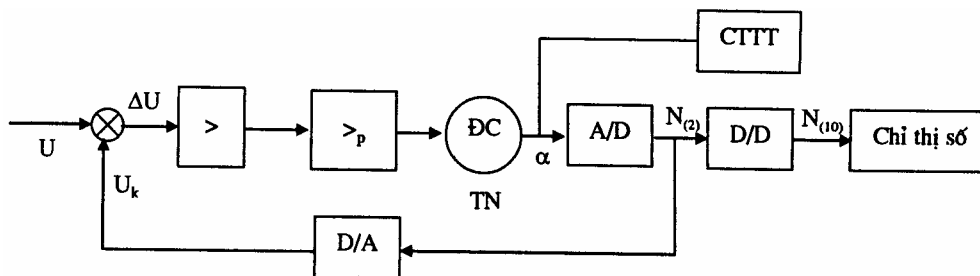 CTTT
ΔU
>
>p
ĐC
A/D
N(2)
D/D
N(10)
Chỉ thị số
U
α
Uk
TN
D/A